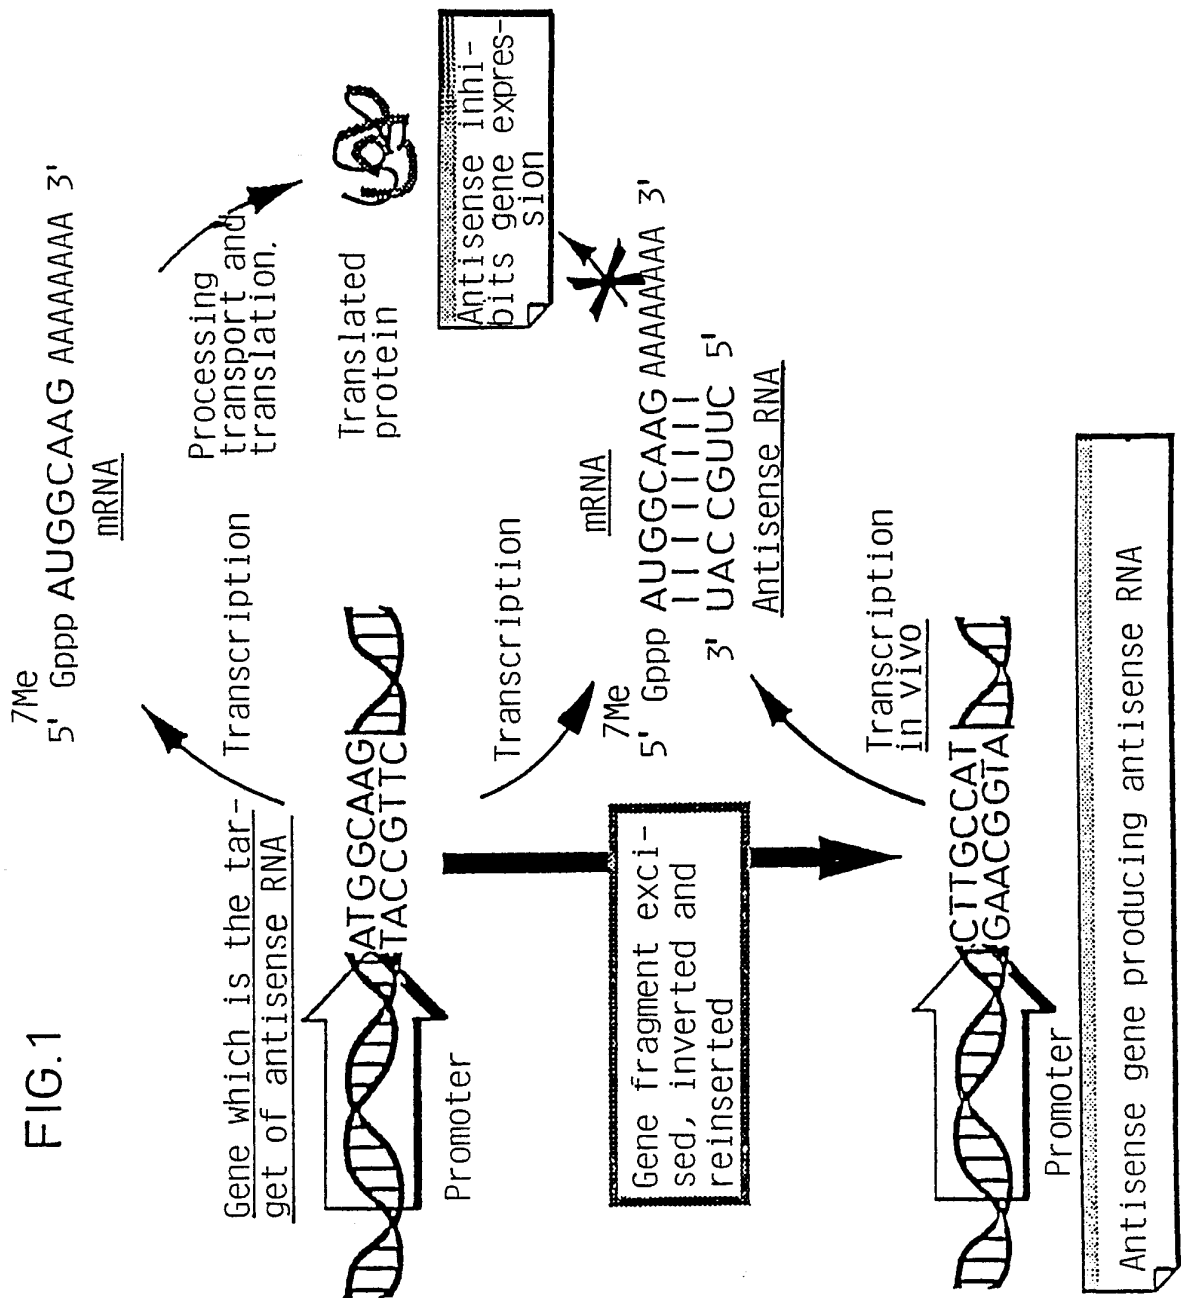 FIG.1
Gene which is the tar-
get of antisense RNA
Transcription
7Me
5' Gppp AUGGCAAG AAAAAAAA 3'
mRNA
Processing
transport and
translation.
ATGGCAAG
TACCGTTC
Promoter
Translated
protein
Antisense inhi-
bits gene expres-
sion
Transcription
Gene fragment exci-
sed, inverted and
reinserted
mRNA
7Me
5' Gppp AUGGCAAG AAAAAAAA 3'
3' UACCGUUC 5'
Antisense RNA
Transcription
in vivo
CTTGCCAT
GAACGGTA
Promoter
Antisense gene producing antisense RNA